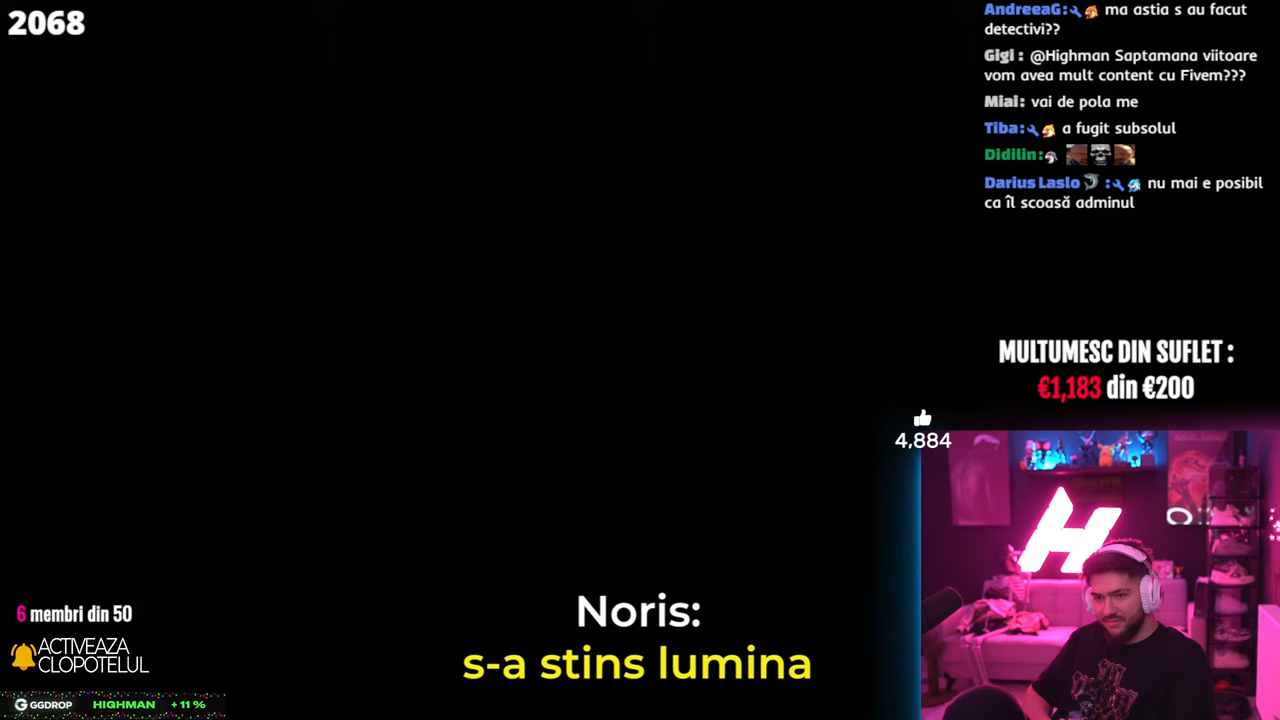 2068
AndreeaG: ma astia s au facut
detectivi??
Gigi : @Highman Saptamana viitoare
vom avea mult content cu Fivem???
Miai: vai de pola me
Tiba: a fugit subsolul
Didilin:
Darius Laslo : nu mai e posibil
ca îl scoasă adminul
MULTUMESC DIN SUFLET :
€1,183 din €200
4,884
H
6 membri din 50
ACTIVEAZA
CLOPOTELUL
GGDROP HIGHMAN +11%
Noris:
s-a stins lumina